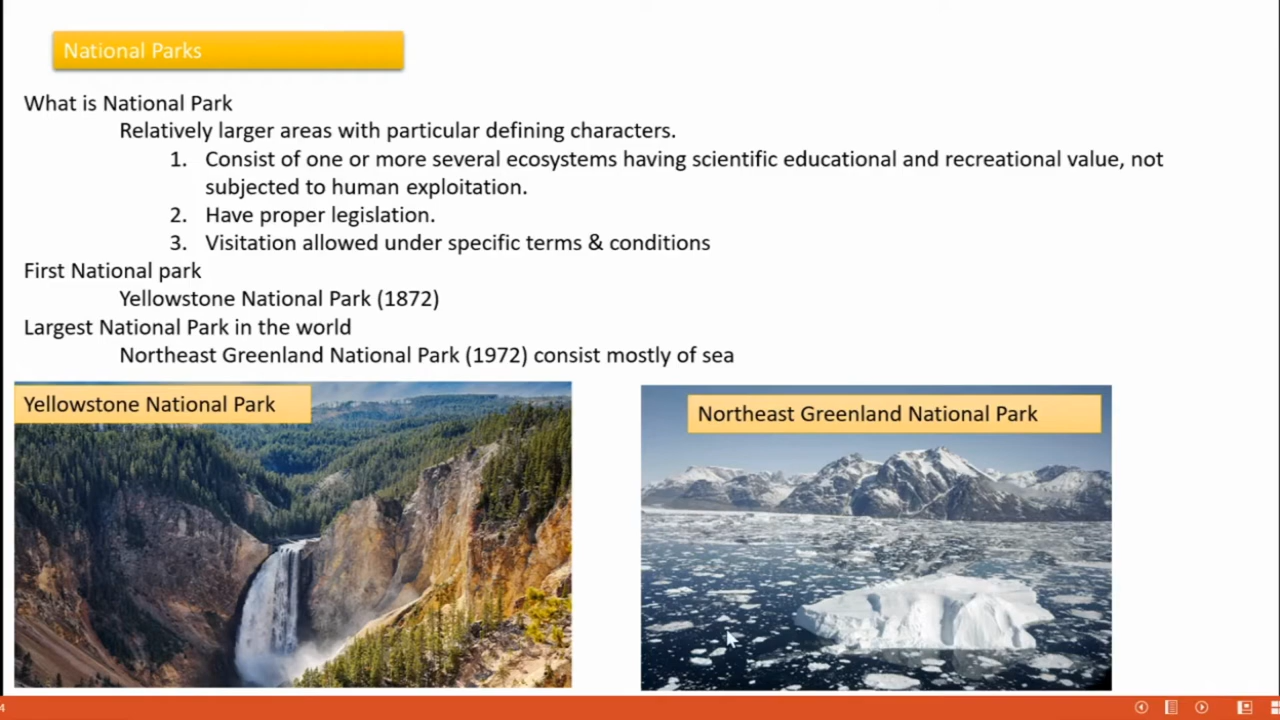 National Parks
What is National Park
Relatively larger areas with particular defining characters.
1. Consist of one or more several ecosystems having scientific educational and recreational value, not
subjected to human exploitation.
2. Have proper legislation.
3. Visitation allowed under specific terms & conditions
First National park
Yellowstone National Park (1872)
Largest National Park in the world
Northeast Greenland National Park (1972) consist mostly of sea
Yellowstone National Park
Northeast Greenland National Park
4